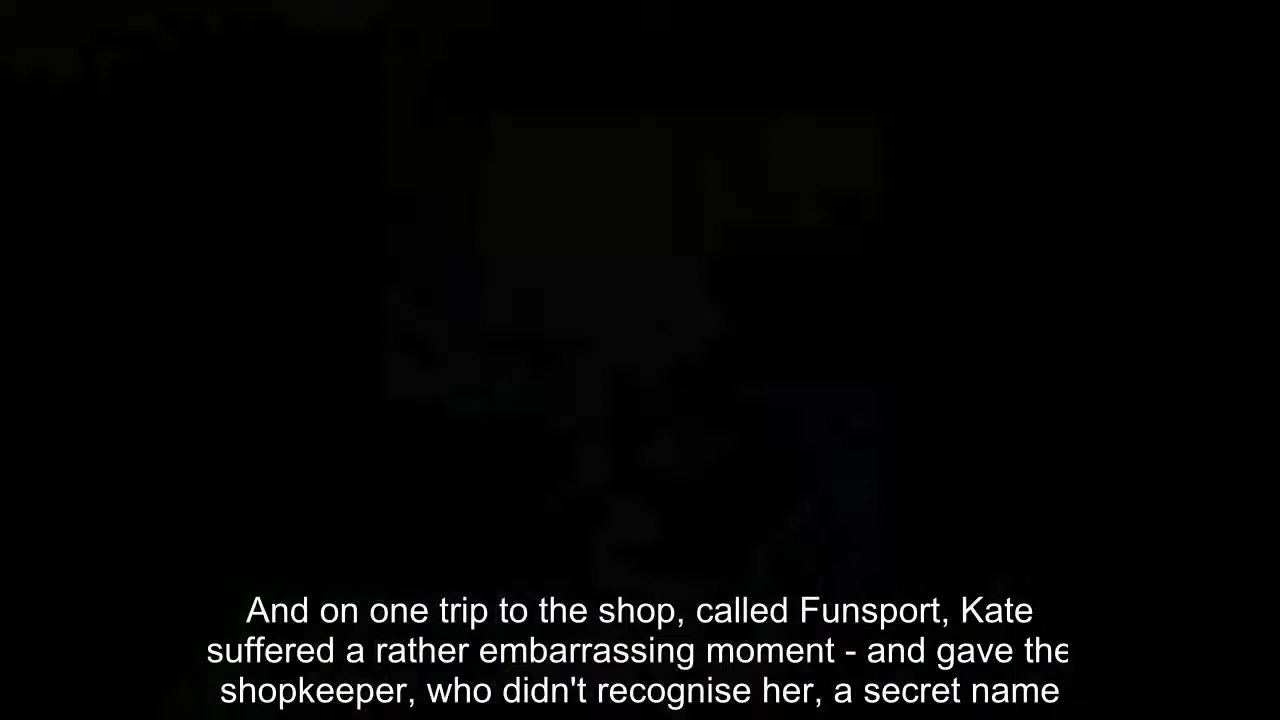 And on one trip to the shop, called Funsport, Kate
suffered a rather embarrassing moment - and gave the
shopkeeper, who didn't recognise her, a secret name